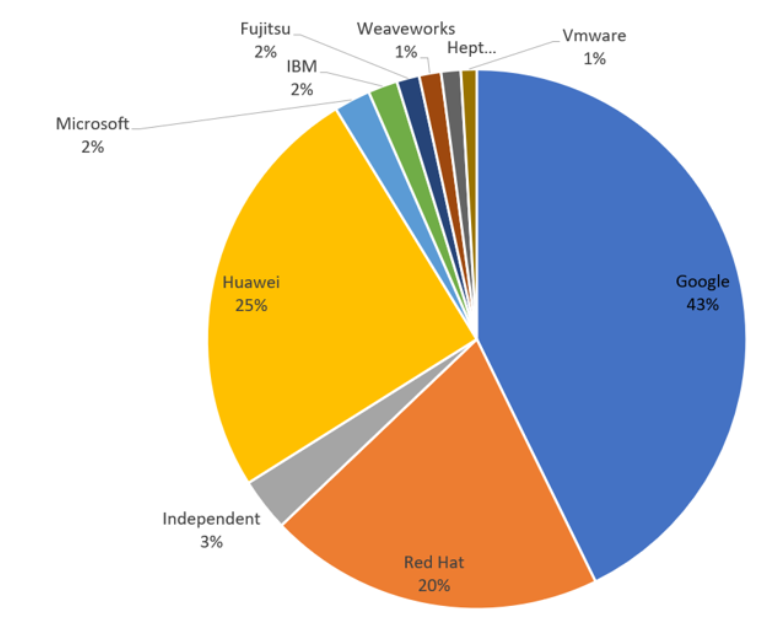 Fujitsu
2%
Weaveworks
1%
Hept...
Vmware
1%
IBM
2%
Microsoft
2%
Huawei
25%
Google
43%
Independent
3%
Red Hat
20%